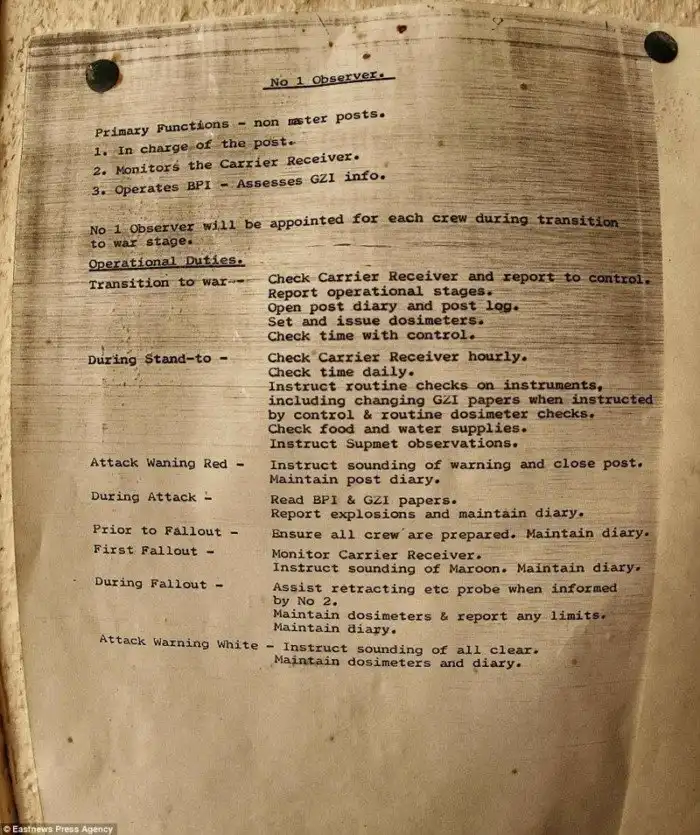 No 1 Observer.
Primary Functions - non master posts.
1. In charge of the post.
2. Monitors the Carrier Receiver.
3. Operates BPI - Assesses GZI info.
No 1 Observer will be appointed for each crew during transition
to war stage.
Operational Duties.
Transition to war-- Check Carrier Receiver and report to control.
Report operational stages.
Open post diary and post log.
Set and issue dosimeters.
Check time with control.
During Stand-to - Check Carrier Receiver hourly.
Check time daily.
Instruct routine checks on instruments,
including changing GZI papers when instructed
by control & routine dosimeter checks.
Check food and water supplies.
Instruct Supmet observations.
Attack Waning Red - Instruct sounding of warning and close post.
Maintain post diary.
During Attack - Read BPI & GZI papers.
Report explosions and maintain diary.
Prior to Fallout - Ensure all crew are prepared. Maintain diary.
First Fallout - Monitor Carrier Receiver.
Instruct sounding of Maroon. Maintain diary.
During Fallout - Assist retracting etc probe when informed
by No 2.
Maintain dosimeters & report any limits.
Maintain diary.
Attack Warning White - Instruct sounding of all clear.
Maintain dosimeters and diary.
© Eastnews Press Agency